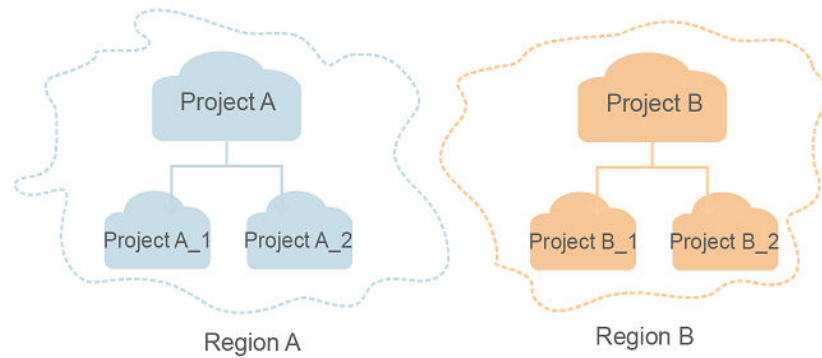 Project A
Project B
Project A_1
Project A_2
Project B_1
Project B_2
Region A
Region B